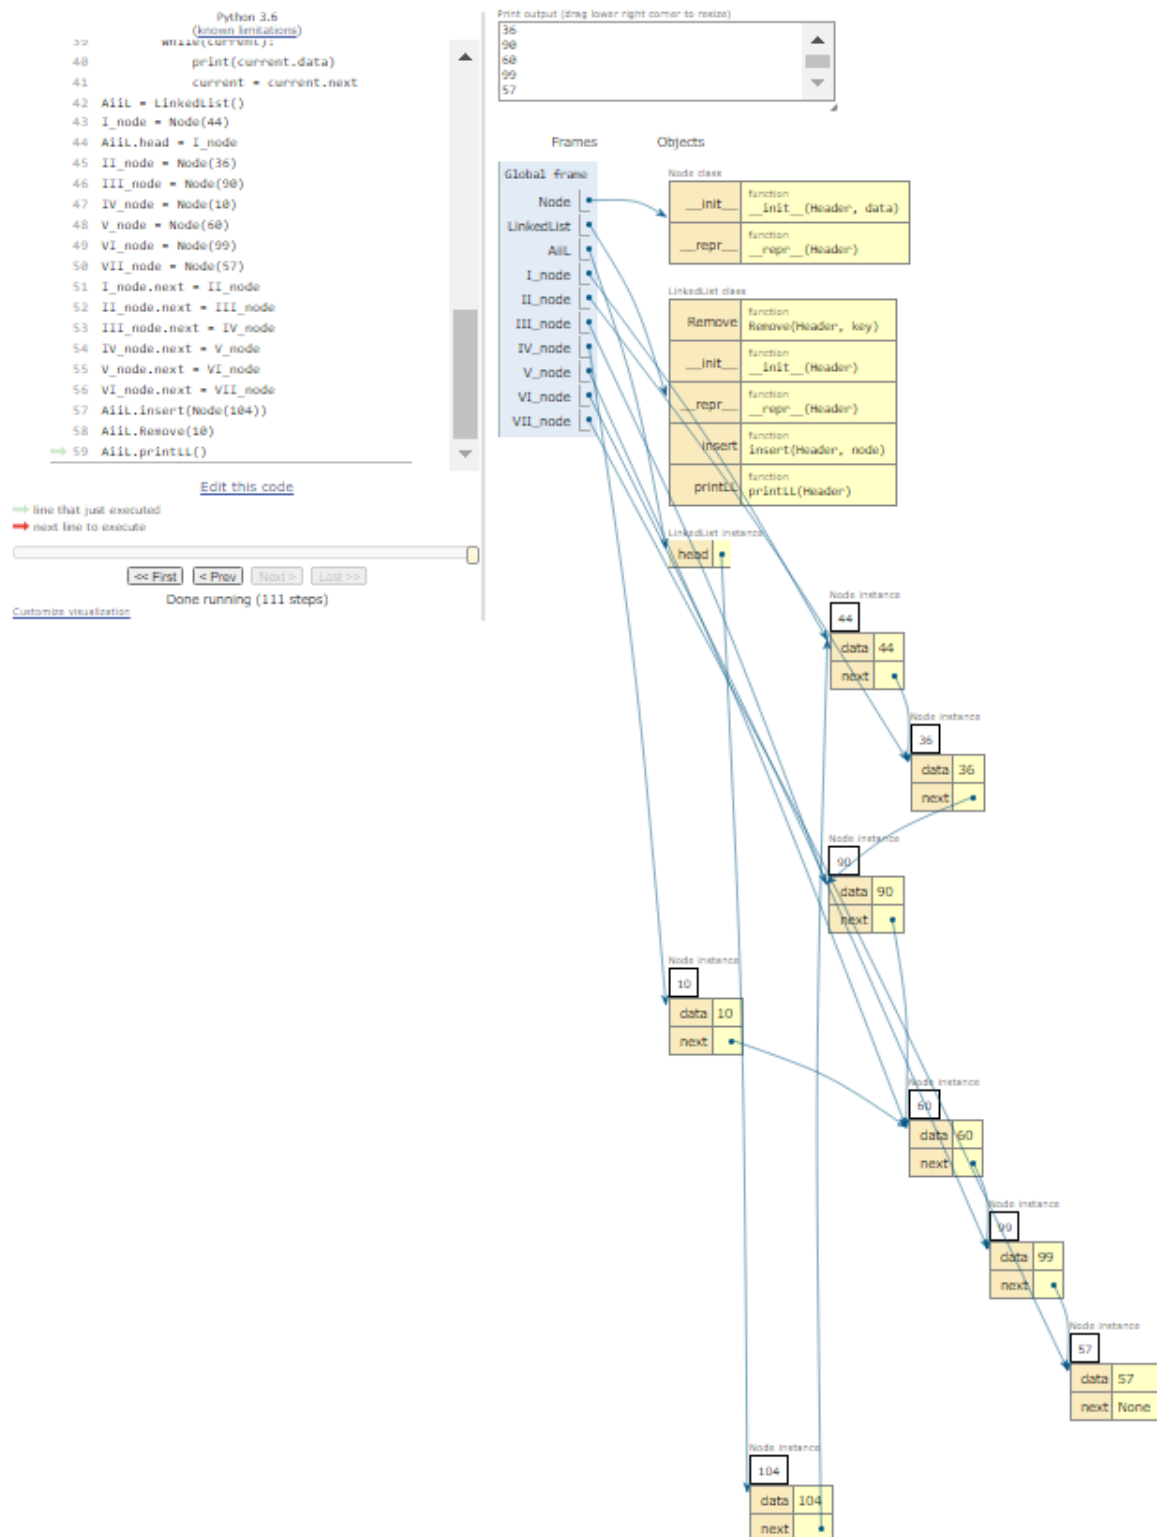 Python 3.6
(known limitations)
39 while(current):
40 print(current.data)
41 current = current.next
42 AiiL = LinkedList()
43 I_node = Node(44)
44 AiiL.head = I_node
45 II_node = Node(36)
46 III_node = Node(90)
47 IV_node = Node(10)
48 V_node = Node(60)
49 VI_node = Node(99)
50 VII_node = Node(57)
51 I_node.next = II_node
52 II_node.next = III_node
53 III_node.next = IV_node
54 IV_node.next = V_node
55 V_node.next = VI_node
56 VI_node.next = VII_node
57 AiiL.insert(Node(104))
58 AiiL.Remove(10)
59 AiiL.printLL()
Edit this code
line that just executed
next line to execute
<< First < Prev Next > Last >>
Done running (111 steps)
Customize visualization
Print output (drag lower right corner to resize)
36
90
60
99
57
Frames Objects
Global frame
Node
LinkedList
AiiL
I_node
II_node
III_node
IV_node
V_node
VI_node
VII_node
Node class
__init__ function
__init__(Header, data)
__repr__ function
__repr__(Header)
LinkedList class
Remove function
Remove(Header, key)
__init__ function
__init__(Header)
__repr__ function
__repr__(Header)
insert function
insert(Header, node)
printLL function
printLL(Header)
LinkedList instance
head
Node instance
44
data 44
next
Node instance
36
data 36
next
Node instance
90
data 90
next
Node instance
10
data 10
next
Node instance
60
data 60
next
Node instance
99
data 99
next
Node instance
57
data 57
next None
Node instance
104
data 104
next